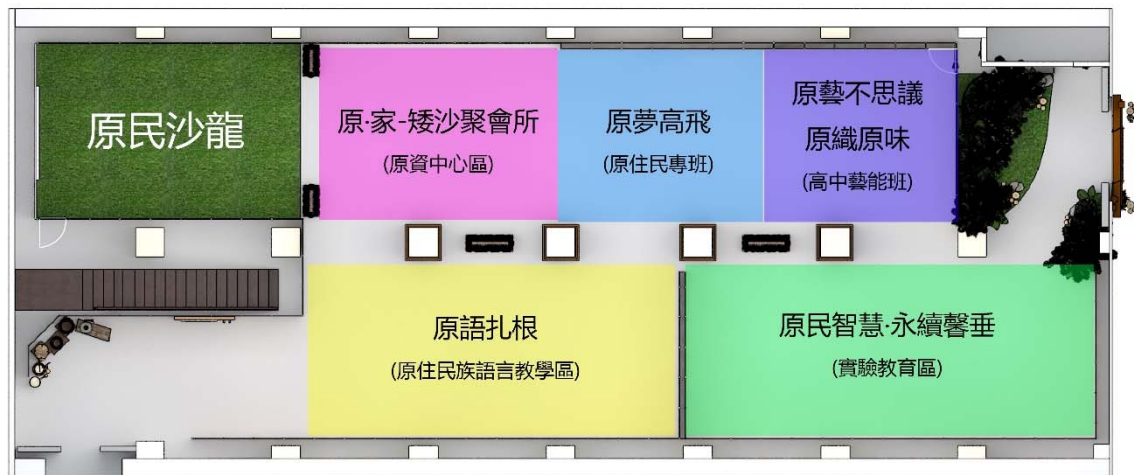 原民沙龍
原·家-矮沙聚會所
(原資中心區)
原夢高飛
(原住民專班)
原藝不思議
原織原味
(高中藝能班)
原語扎根
(原住民族語言教學區)
原民智慧·永續馨垂
(實驗教育區)